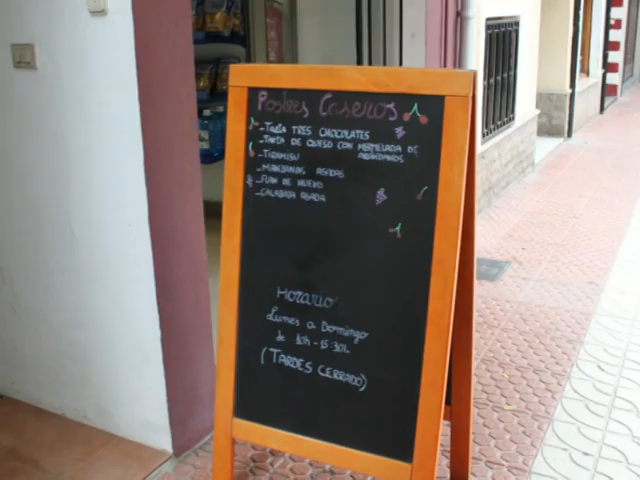 Postres Caseros
-TARTA TRES CHOCOLATES
-TARTA DE QUESO CON MERMELADA DE
ARÁNDANOS
-TIRAMISU
-MANZANAS ASADAS
-FLAN DE HUEVO
-CALABAZA ASADA
Horario
Lunes a Domingo
de 10h-15:30h.
(TARDES CERRADO)